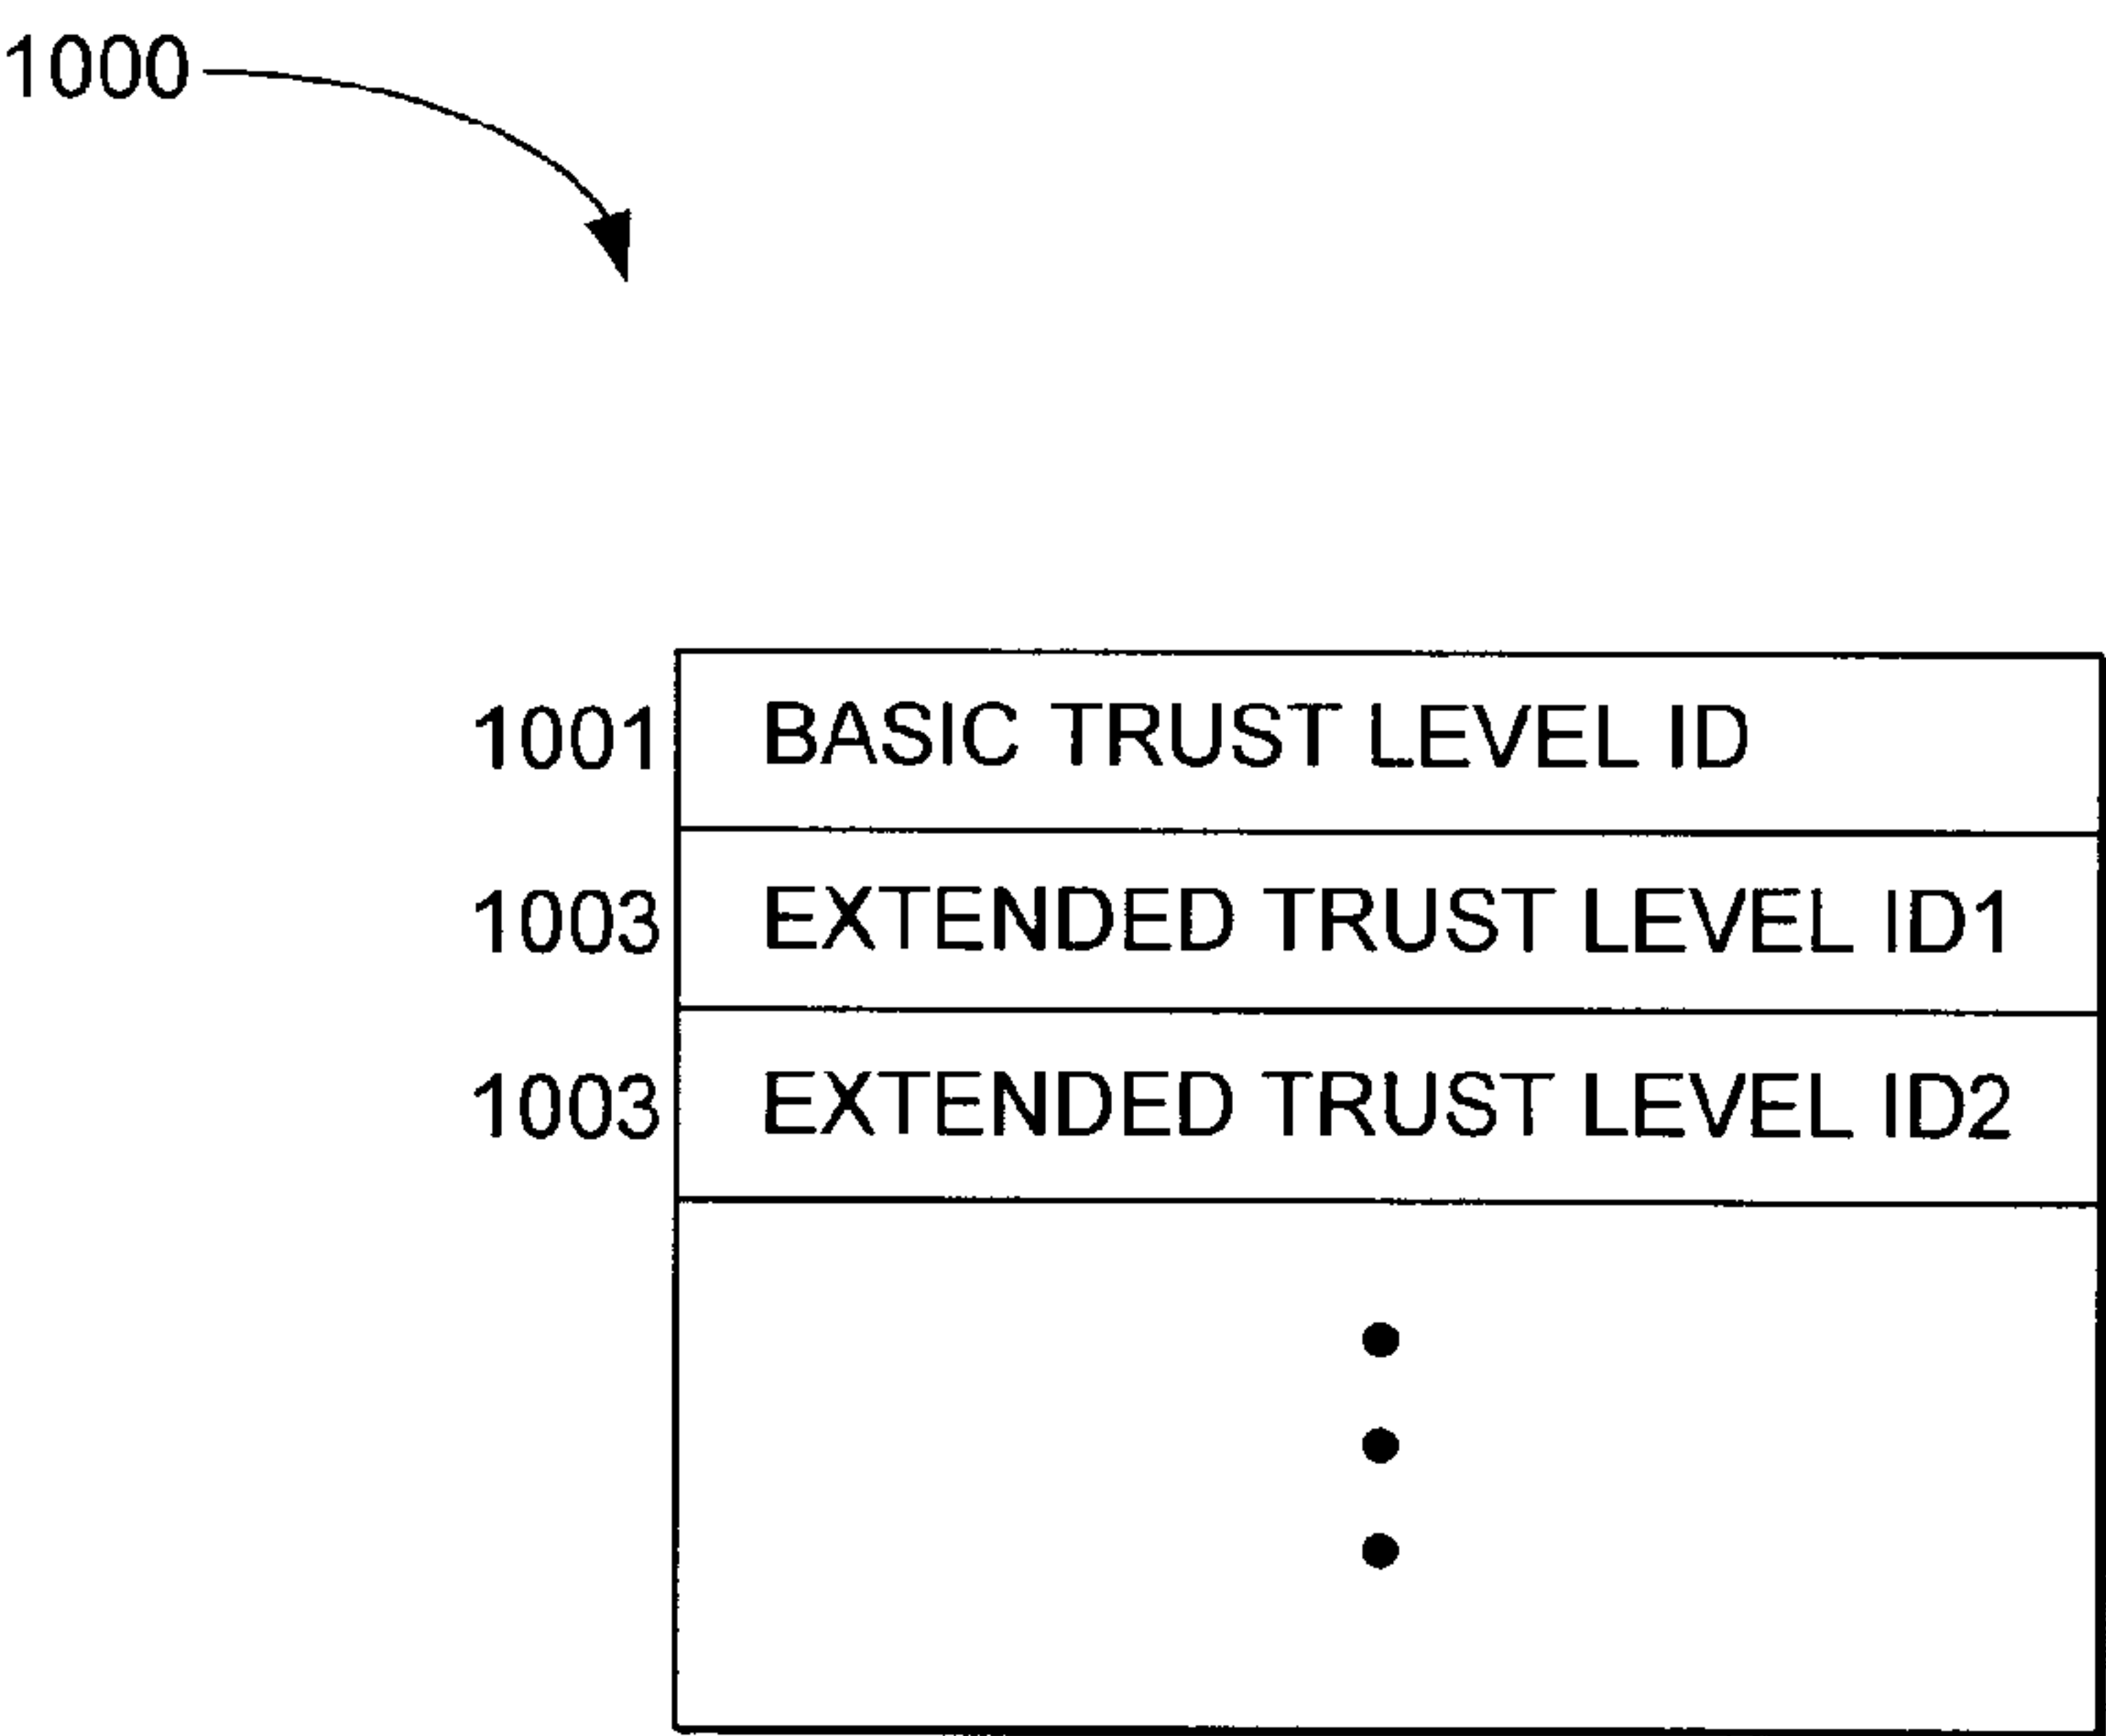 1000
1001 BASIC TRUST LEVEL ID
1003 EXTENDED TRUST LEVEL ID1
1003 EXTENDED TRUST LEVEL ID2